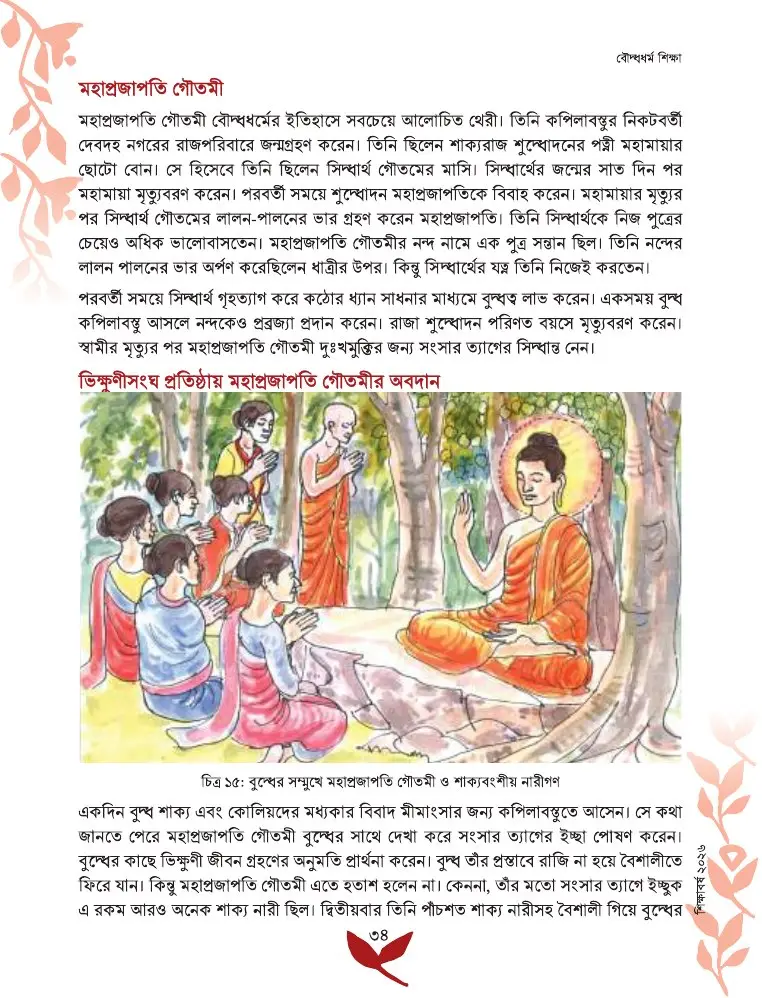 বৌদ্ধধর্ম শিক্ষা
মহাপ্রজাপতি গৌতমী
মহাপ্রজাপতি গৌতমী বৌদ্ধধর্মের ইতিহাসে সবচেয়ে আলোচিত থেরী। তিনি কপিলাবস্তুর নিকটবর্তী
দেবদহ নগরের রাজপরিবারে জন্মগ্রহণ করেন। তিনি ছিলেন শাক্যরাজ শুদ্ধোদনের পত্নী মহামায়ার
ছোটো বোন। সে হিসেবে তিনি ছিলেন সিদ্ধার্থ গৌতমের মাসি। সিদ্ধার্থের জন্মের সাত দিন পর
মহামায়া মৃত্যুবরণ করেন। পরবর্তী সময়ে শুদ্ধোদন মহাপ্রজাপতিকে বিবাহ করেন। মহামায়ার মৃত্যুর
পর সিদ্ধার্থ গৌতমের লালন-পালনের ভার গ্রহণ করেন মহাপ্রজাপতি। তিনি সিদ্ধার্থকে নিজ পুত্রের
চেয়েও অধিক ভালোবাসতেন। মহাপ্রজাপতি গৌতমীর নন্দ নামে এক পুত্র সন্তান ছিল। তিনি নন্দের
লালন পালনের ভার অর্পণ করেছিলেন ধাত্রীর উপর। কিন্তু সিদ্ধার্থের যত্ন তিনি নিজেই করতেন।
পরবর্তী সময়ে সিদ্ধার্থ গৃহত্যাগ করে কঠোর ধ্যান সাধনার মাধ্যমে বুদ্ধত্ব লাভ করেন। একসময় বুদ্ধ
কপিলাবস্তু আসলে নন্দকেও প্রব্রজ্যা প্রদান করেন। রাজা শুদ্ধোদন পরিণত বয়সে মৃত্যুবরণ করেন।
স্বামীর মৃত্যুর পর মহাপ্রজাপতি গৌতমী দুঃখমুক্তির জন্য সংসার ত্যাগের সিদ্ধান্ত নেন।
ভিক্ষুণীসংঘ প্রতিষ্ঠায় মহাপ্রজাপতি গৌতমীর অবদান
চিত্র ১৫: বুদ্ধের সম্মুখে মহাপ্রজাপতি গৌতমী ও শাক্যবংশীয় নারীগণ
একদিন বুদ্ধ শাক্য এবং কোলিয়দের মধ্যকার বিবাদ মীমাংসার জন্য কপিলাবস্তুতে আসেন। সে কথা
জানতে পেরে মহাপ্রজাপতি গৌতমী বুদ্ধের সাথে দেখা করে সংসার ত্যাগের ইচ্ছা পোষণ করেন।
বুদ্ধের কাছে ভিক্ষুণী জীবন গ্রহণের অনুমতি প্রার্থনা করেন। বুদ্ধ তাঁর প্রস্তাবে রাজি না হয়ে বৈশালীতে
ফিরে যান। কিন্তু মহাপ্রজাপতি গৌতমী এতে হতাশ হলেন না। কেননা, তাঁর মতো সংসার ত্যাগে ইচ্ছুক
এ রকম আরও অনেক শাক্য নারী ছিল। দ্বিতীয়বার তিনি পাঁচশত শাক্য নারীসহ বৈশালী গিয়ে বুদ্ধের
শিক্ষাবর্ষ ২০২৬
৩৪